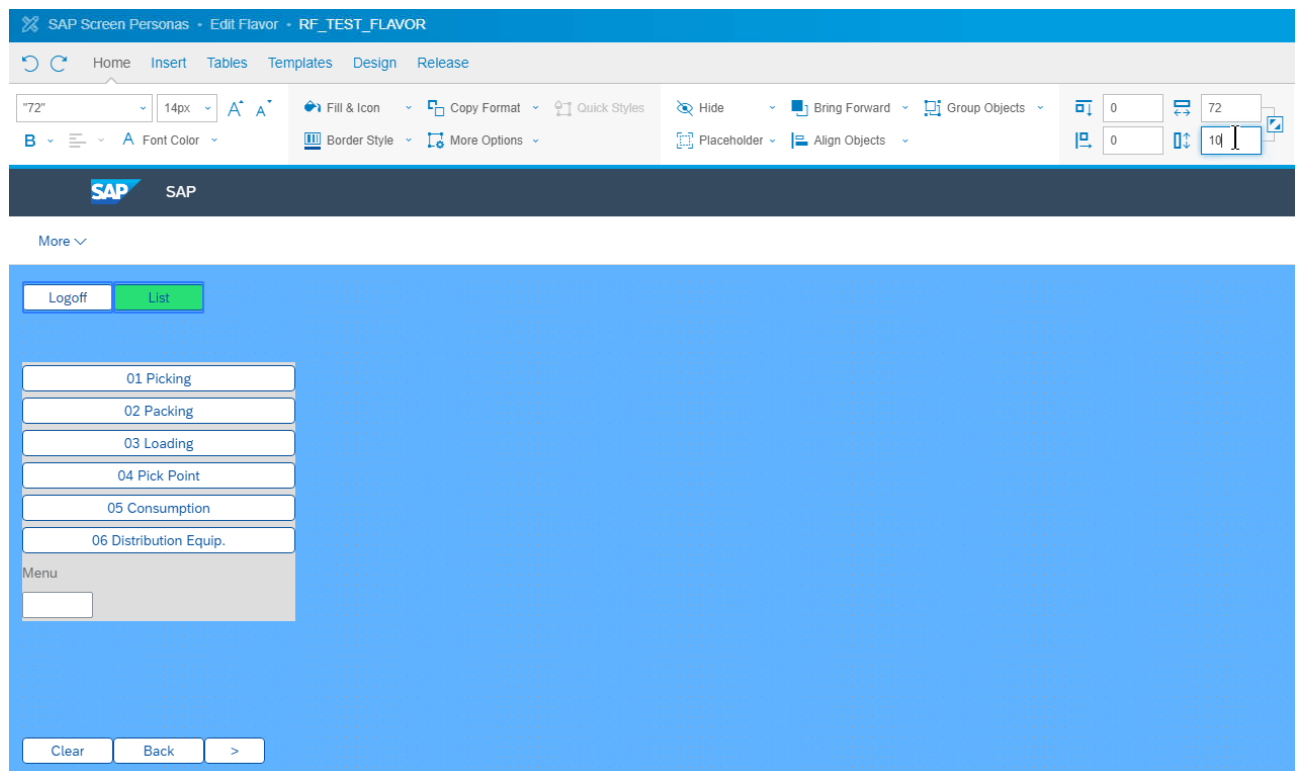 SAP Screen Personas • Edit Flavor • RF_TEST_FLAVOR
Home Insert Tables Templates Design Release
"72" 14px A A Fill & Icon Copy Format Quick Styles Hide Bring Forward Group Objects 0 72
B A Font Color Border Style More Options Placeholder Align Objects 0 10
SAP SAP
More
Logoff List
01 Picking
02 Packing
03 Loading
04 Pick Point
05 Consumption
06 Distribution Equip.
Menu
Clear Back >